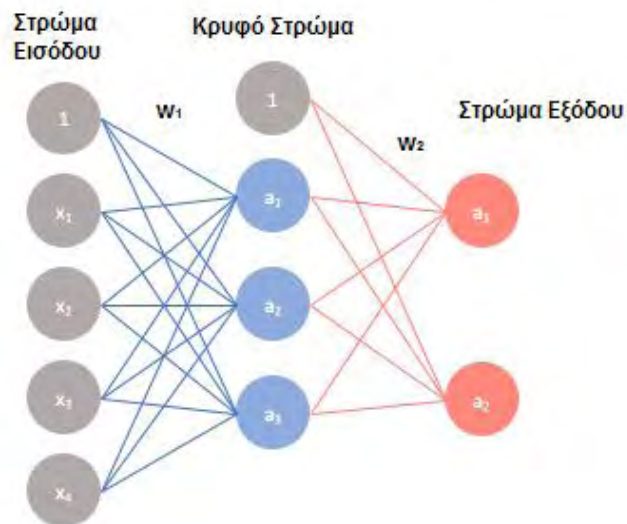 Στρώμα
Εισόδου
Κρυφό Στρώμα
Στρώμα Εξόδου
W₁
W₂
1
x₁
x₂
x₃
x₄
1
a₁
a₂
a₃
a₁
a₂